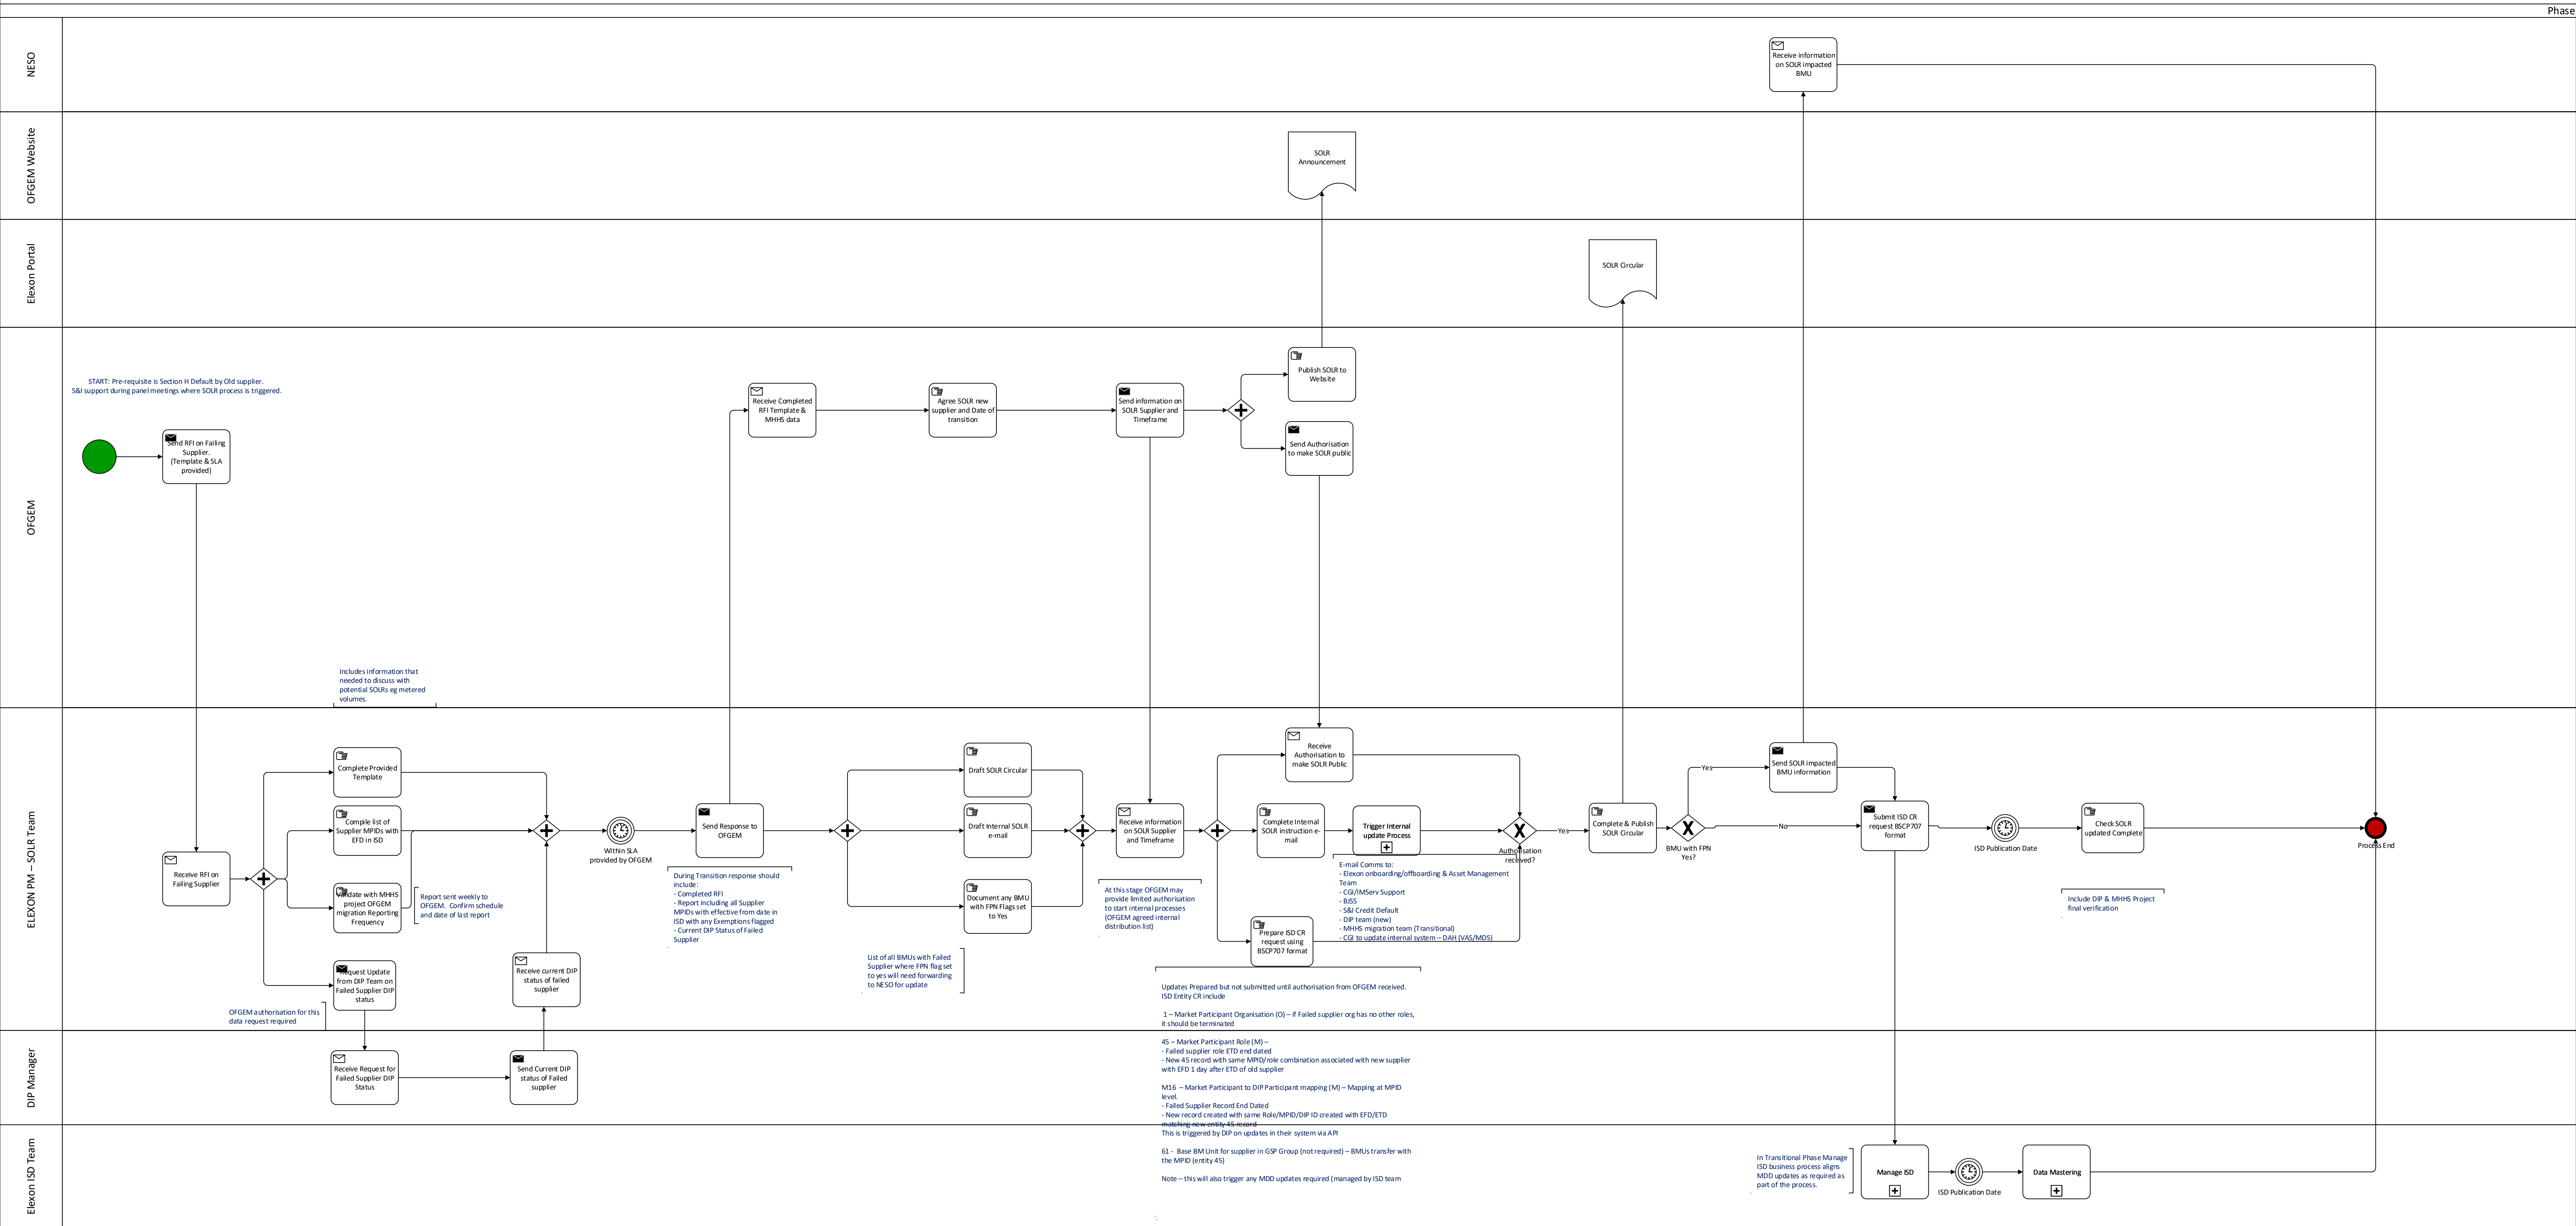 Phase
NESO
Receive information
on SOLR impacted
BMU
OFGEM Website
SOLR
Announcement
Elexon Portal
SOLR Circular
OFGEM
START: Pre-requisite is Section H Default by Old supplier.
S&I support during panel meetings where SOLR process is triggered.
Send RFI on Failing
Supplier.
(Template & SLA
provided)
Receive Completed
RFI Template &
MHHS data
Agree SOLR new
supplier and Date of
transition
Send information on
SOLR Supplier and
Timeframe
Publish SOLR to
Website
Send Authorisation
to make SOLR public
Includes information that
needed to discuss with
potential SOLRs eg metered
volumes.
ELEXON PM – SOLR Team
Receive RFI on
Failing Supplier
Complete Provided
Template
Compile list of
Supplier MPIDs with
EFD in ISD
Validate with MHHS
project OFGEM
migration Reporting
Frequency
Report sent weekly to
OFGEM. Confirm schedule
and date of last report
Request Update
from DIP Team on
Failed Supplier DIP
status
OFGEM authorisation for this
data request required
Receive current DIP
status of failed
supplier
Within SLA
provided by OFGEM
Send Response to
OFGEM
During Transition response should
include:
- Completed RFI
- Report including all Supplier
MPIDs with effective from date in
ISD with any Exemptions flagged
- Current DIP Status of Failed
Supplier
Draft SOLR Circular
Draft Internal SOLR
e-mail
Document any BMU
with FPN Flags set
to Yes
List of all BMUs with Failed
Supplier where FPN flag set
to yes will need forwarding
to NESO for update
Receive information
on SOLR Supplier
and Timeframe
At this stage OFGEM may
provide limited authorisation
to start internal processes
(OFGEM agreed internal
distribution list)
Receive
Authorisation to
make SOLR Public
Complete Internal
SOLR instruction e-
mail
Trigger Internal
update Process
E-mail Comms to:
- Elexon onboarding/offboarding & Asset Management
Team
- CGI/IMServ Support
- BJSS
- S&I Credit Default
- DIP team (new)
- MHHS migration team (Transitional)
- CGI to update internal system – DAH (VAS/MDS)
Prepare ISD CR
request using
BSCP707 format
Updates Prepared but not submitted until authorisation from OFGEM received.
ISD Entity CR include
1 – Market Participant Organisation (O) – if Failed supplier org has no other roles,
it should be terminated
45 – Market Participant Role (M) –
- Failed supplier role ETD end dated
- New 45 record with same MPID/role combination associated with new supplier
with EFD 1 day after ETD of old supplier
M16 – Market Participant to DIP Participant mapping (M) – Mapping at MPID
level.
- Failed Supplier Record End Dated
- New record created with same Role/MPID/DIP ID created with EFD/ETD
matching new entity 45 record
This is triggered by DIP on updates in their system via API
61 - Base BM Unit for supplier in GSP Group (not required) – BMUs transfer with
the MPID (entity 45)
Note – this will also trigger any MDD updates required (managed by ISD team
Authorisation
received?
Yes
Complete & Publish
SOLR Circular
BMU with FPN
Yes?
Yes
No
Send SOLR impacted
BMU information
Submit ISD CR
request BSCP707
format
ISD Publication Date
Check SOLR
updated Complete
Include DIP & MHHS Project
final verification
Process End
DIP Manager
Receive Request for
Failed Supplier DIP
Status
Send Current DIP
status of Failed
supplier
Elexon ISD Team
In Transitional Phase Manage
ISD business process aligns
MDD updates as required as
part of the process.
Manage ISD
ISD Publication Date
Data Mastering